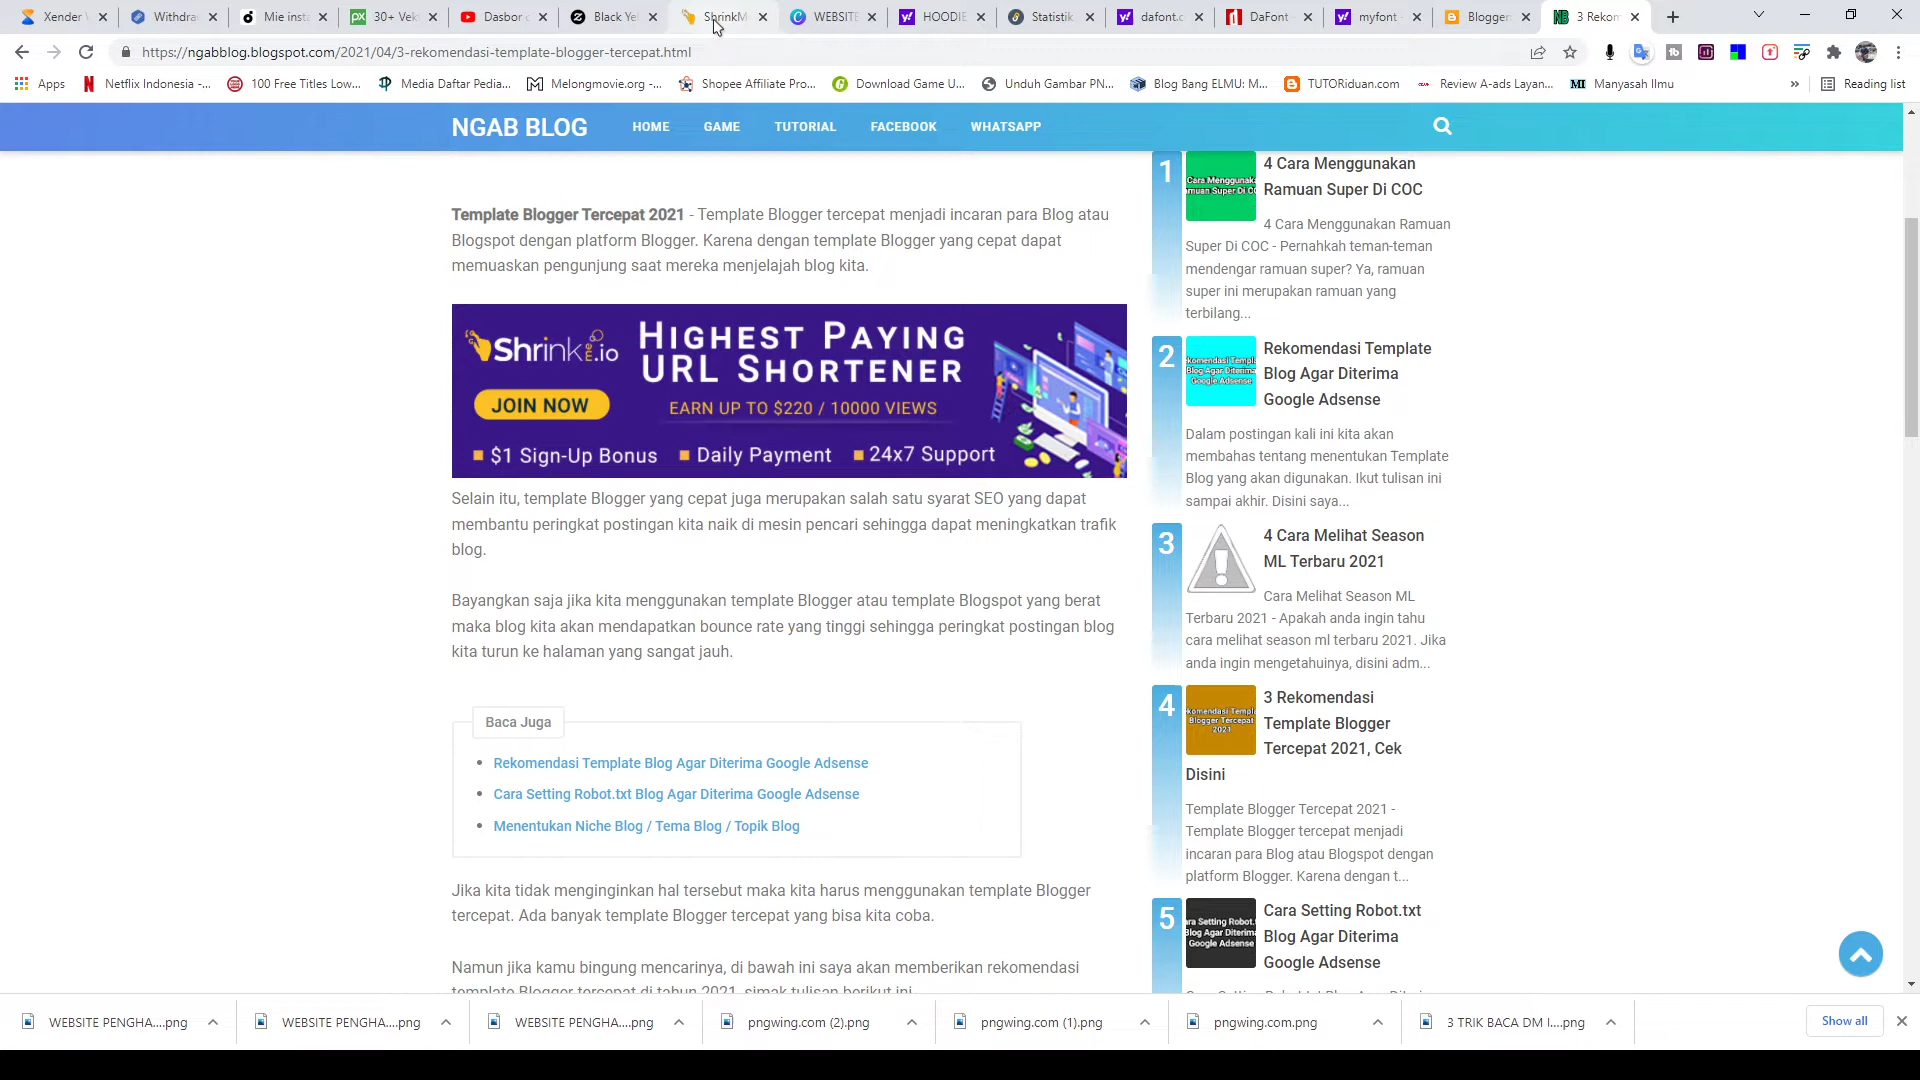 Xender
Withdra
Mie insta
30+ Vek
Dasbor c
Black Ye
ShrinkM
WEBSITE
HOODIE
Statistik
dafont.c
DaFont
myfont
Blogger
3 Rekom
https://ngabblog.blogspot.com/2021/04/3-rekomendasi-template-blogger-tercepat.html
Apps
Netflix Indonesia -...
100 Free Titles Low...
Media Daftar Pedia...
Melongmovie.org -...
Shopee Affiliate Pro...
Download Game U...
Unduh Gambar PN...
Blog Bang ELMU: M...
TUTORiduan.com
Review A-ads Layan...
Manyasah Ilmu
»
Reading list
NGAB BLOG
HOME
GAME
TUTORIAL
FACEBOOK
WHATSAPP
Template Blogger Tercepat 2021 - Template Blogger tercepat menjadi incaran para Blog atau
Blogspot dengan platform Blogger. Karena dengan template Blogger yang cepat dapat
memuaskan pengunjung saat mereka menjelajah blog kita.
Shrinkme.io
HIGHEST PAYING
URL SHORTENER
JOIN NOW
EARN UP TO $220 / 10000 VIEWS
$1 Sign-Up Bonus
Daily Payment
24x7 Support
Selain itu, template Blogger yang cepat juga merupakan salah satu syarat SEO yang dapat
membantu peringkat postingan kita naik di mesin pencari sehingga dapat meningkatkan trafik
blog.
Bayangkan saja jika kita menggunakan template Blogger atau template Blogspot yang berat
maka blog kita akan mendapatkan bounce rate yang tinggi sehingga peringkat postingan blog
kita turun ke halaman yang sangat jauh.
Baca Juga
Rekomendasi Template Blog Agar Diterima Google Adsense
Cara Setting Robot.txt Blog Agar Diterima Google Adsense
Menentukan Niche Blog / Tema Blog / Topik Blog
Jika kita tidak menginginkan hal tersebut maka kita harus menggunakan template Blogger
tercepat. Ada banyak template Blogger tercepat yang bisa kita coba.
Namun jika kamu bingung mencarinya, di bawah ini saya akan memberikan rekomendasi
template Blogger tercepat di tahun 2021, simak tulisan berikut ini.
1
4 Cara Menggunakan
Ramuan Super Di COC
4 Cara Menggunakan Ramuan
Super Di COC - Pernahkah teman-teman
mendengar ramuan super? Ya, ramuan
super ini merupakan ramuan yang
terbilang...
2
Rekomendasi Template
Blog Agar Diterima
Google Adsense
Dalam postingan kali ini kita akan
membahas tentang menentukan Template
Blog yang akan digunakan. Ikut tulisan ini
sampai akhir. Disini saya...
3
4 Cara Melihat Season
ML Terbaru 2021
Cara Melihat Season ML
Terbaru 2021 - Apakah anda ingin tahu
cara melihat season ml terbaru 2021. Jika
anda ingin mengetahuinya, disini adm...
4
3 Rekomendasi
Template Blogger
Tercepat 2021, Cek
Disini
Template Blogger Tercepat 2021 -
Template Blogger tercepat menjadi
incaran para Blog atau Blogspot dengan
platform Blogger. Karena dengan t...
5
Cara Setting Robot.txt
Blog Agar Diterima
Google Adsense
WEBSITE PENGHA....png
WEBSITE PENGHA....png
WEBSITE PENGHA....png
pngwing.com (2).png
pngwing.com (1).png
pngwing.com.png
3 TRIK BACA DM I....png
Show all